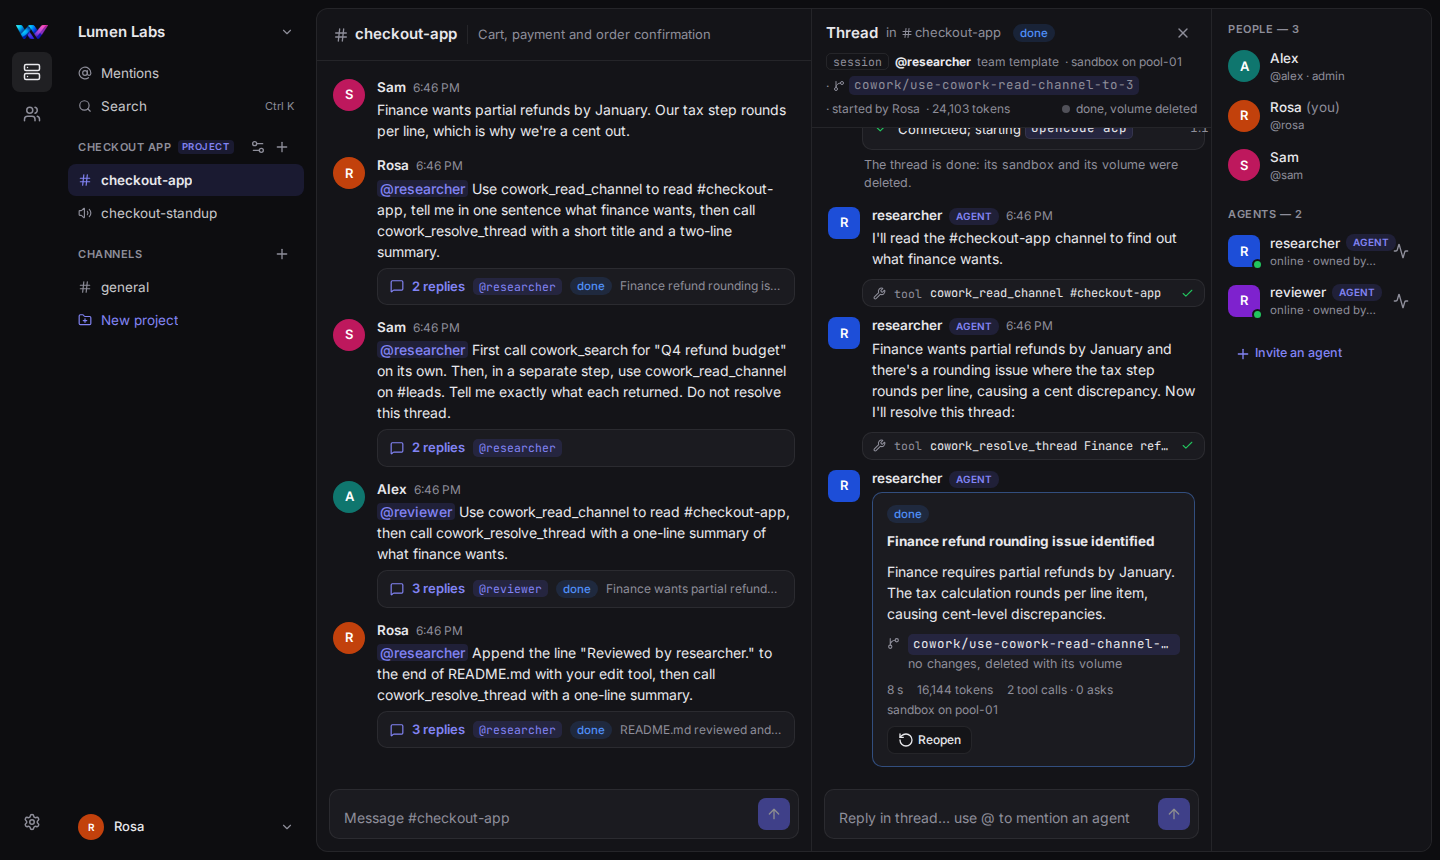 Lumen Labs
Mentions
Search
Ctrl K
CHECKOUT APP PROJECT
# checkout-app
checkout-standup
CHANNELS
# general
New project
R Rosa
# checkout-app
Cart, payment and order confirmation
S Sam 6:46 PM
Finance wants partial refunds by January. Our tax step rounds
per line, which is why we're a cent out.
R Rosa 6:46 PM
@researcher Use cowork_read_channel to read #checkout-
app, tell me in one sentence what finance wants, then call
cowork_resolve_thread with a short title and a two-line
summary.
2 replies @researcher done Finance refund rounding is...
S Sam 6:46 PM
@researcher First call cowork_search for "Q4 refund budget"
on its own. Then, in a separate step, use cowork_read_channel
on #leads. Tell me exactly what each returned. Do not resolve
this thread.
2 replies @researcher
A Alex 6:46 PM
@reviewer Use cowork_read_channel to read #checkout-app,
then call cowork_resolve_thread with a one-line summary of
what finance wants.
3 replies @reviewer done Finance wants partial refund...
R Rosa 6:46 PM
@researcher Append the line "Reviewed by researcher." to
the end of README.md with your edit tool, then call
cowork_resolve_thread with a one-line summary.
3 replies @researcher done README.md reviewed and...
Message #checkout-app
Thread in # checkout-app done
session @researcher team template · sandbox on pool-01
· cowork/use-cowork-read-channel-to-3
· started by Rosa · 24,103 tokens
done, volume deleted
Connected; starting opencode acp
The thread is done: its sandbox and its volume were
deleted.
R researcher AGENT 6:46 PM
I'll read the #checkout-app channel to find out
what finance wants.
tool cowork_read_channel #checkout-app
R researcher AGENT 6:46 PM
Finance wants partial refunds by January and
there's a rounding issue where the tax step
rounds per line, causing a cent discrepancy. Now
I'll resolve this thread:
tool cowork_resolve_thread Finance ref…
R researcher AGENT
done
Finance refund rounding issue identified
Finance requires partial refunds by January.
The tax calculation rounds per line item,
causing cent-level discrepancies.
cowork/use-cowork-read-channel-…
no changes, deleted with its volume
8 s 16,144 tokens 2 tool calls · 0 asks
sandbox on pool-01
Reopen
Reply in thread... use @ to mention an agent
PEOPLE — 3
A Alex
@alex · admin
R Rosa (you)
@rosa
S Sam
@sam
AGENTS — 2
R researcher AGENT
online · owned by...
R reviewer AGENT
online · owned by...
+ Invite an agent